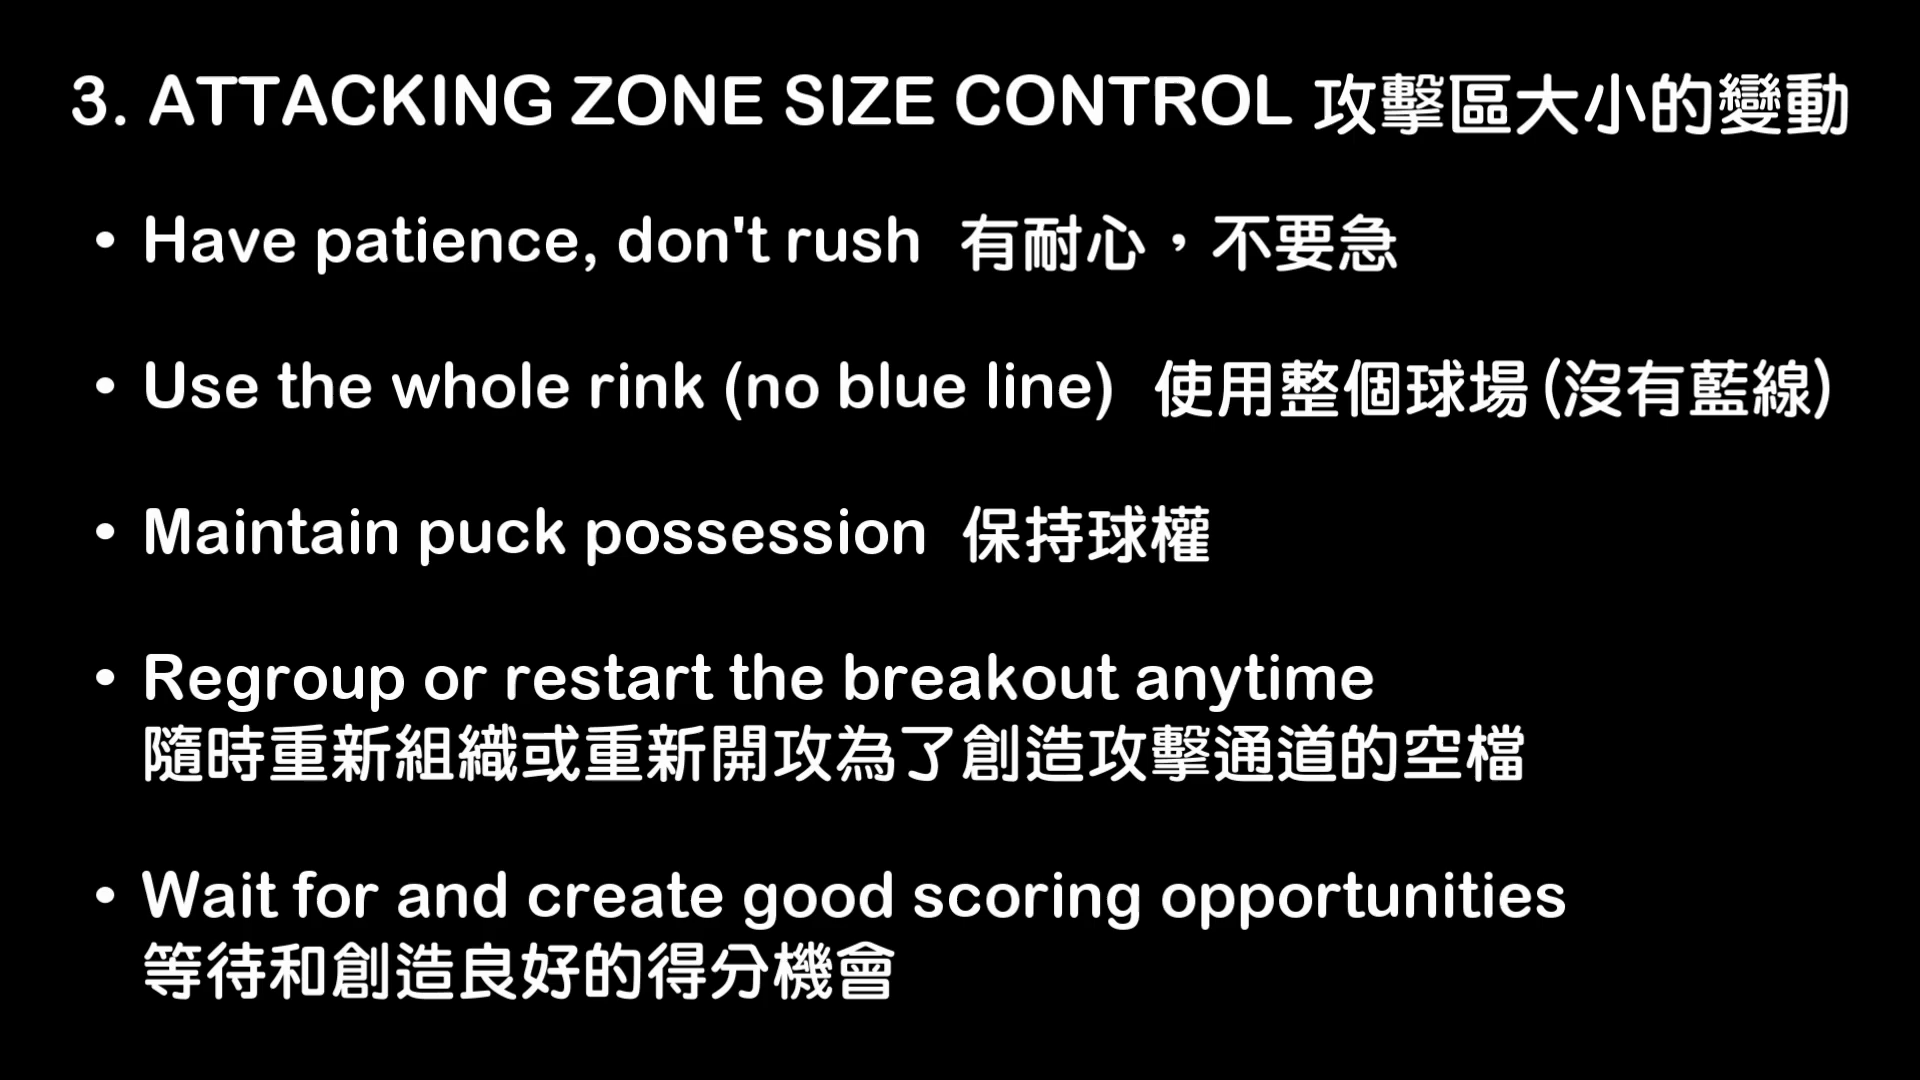 3. ATTACKING ZONE SIZE CONTROL 攻擊區大小的變動
• Have patience, don't rush 有耐心，不要急
• Use the whole rink (no blue line) 使用整個球場(沒有藍線)
• Maintain puck possession 保持球權
• Regroup or restart the breakout anytime
隨時重新組織或重新開攻為了創造攻擊通道的空檔
• Wait for and create good scoring opportunities
等待和創造良好的得分機會